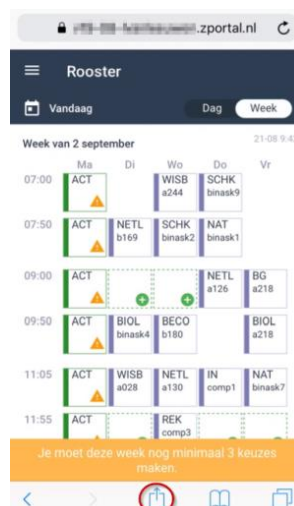 .zportal.nl
Rooster
Vandaag Dag Week
Week van 2 september 21-08 9:4
Ma Di Wo Do Vr
07:00 ACT WISB SCHK
a244 binask9
07:50 ACT NETL SCHK NAT
b169 binask2 binask1
09:00 ACT NETL BG
a126 a218
09:50 ACT BIOL BECO BIOL
binask4 b180 a218
11:05 ACT WISB NETL IN NAT
a028 a130 comp1 binask7
11:55 ACT REK
comp3
Je moet deze week nog minimaal 3 keuzes
maken.